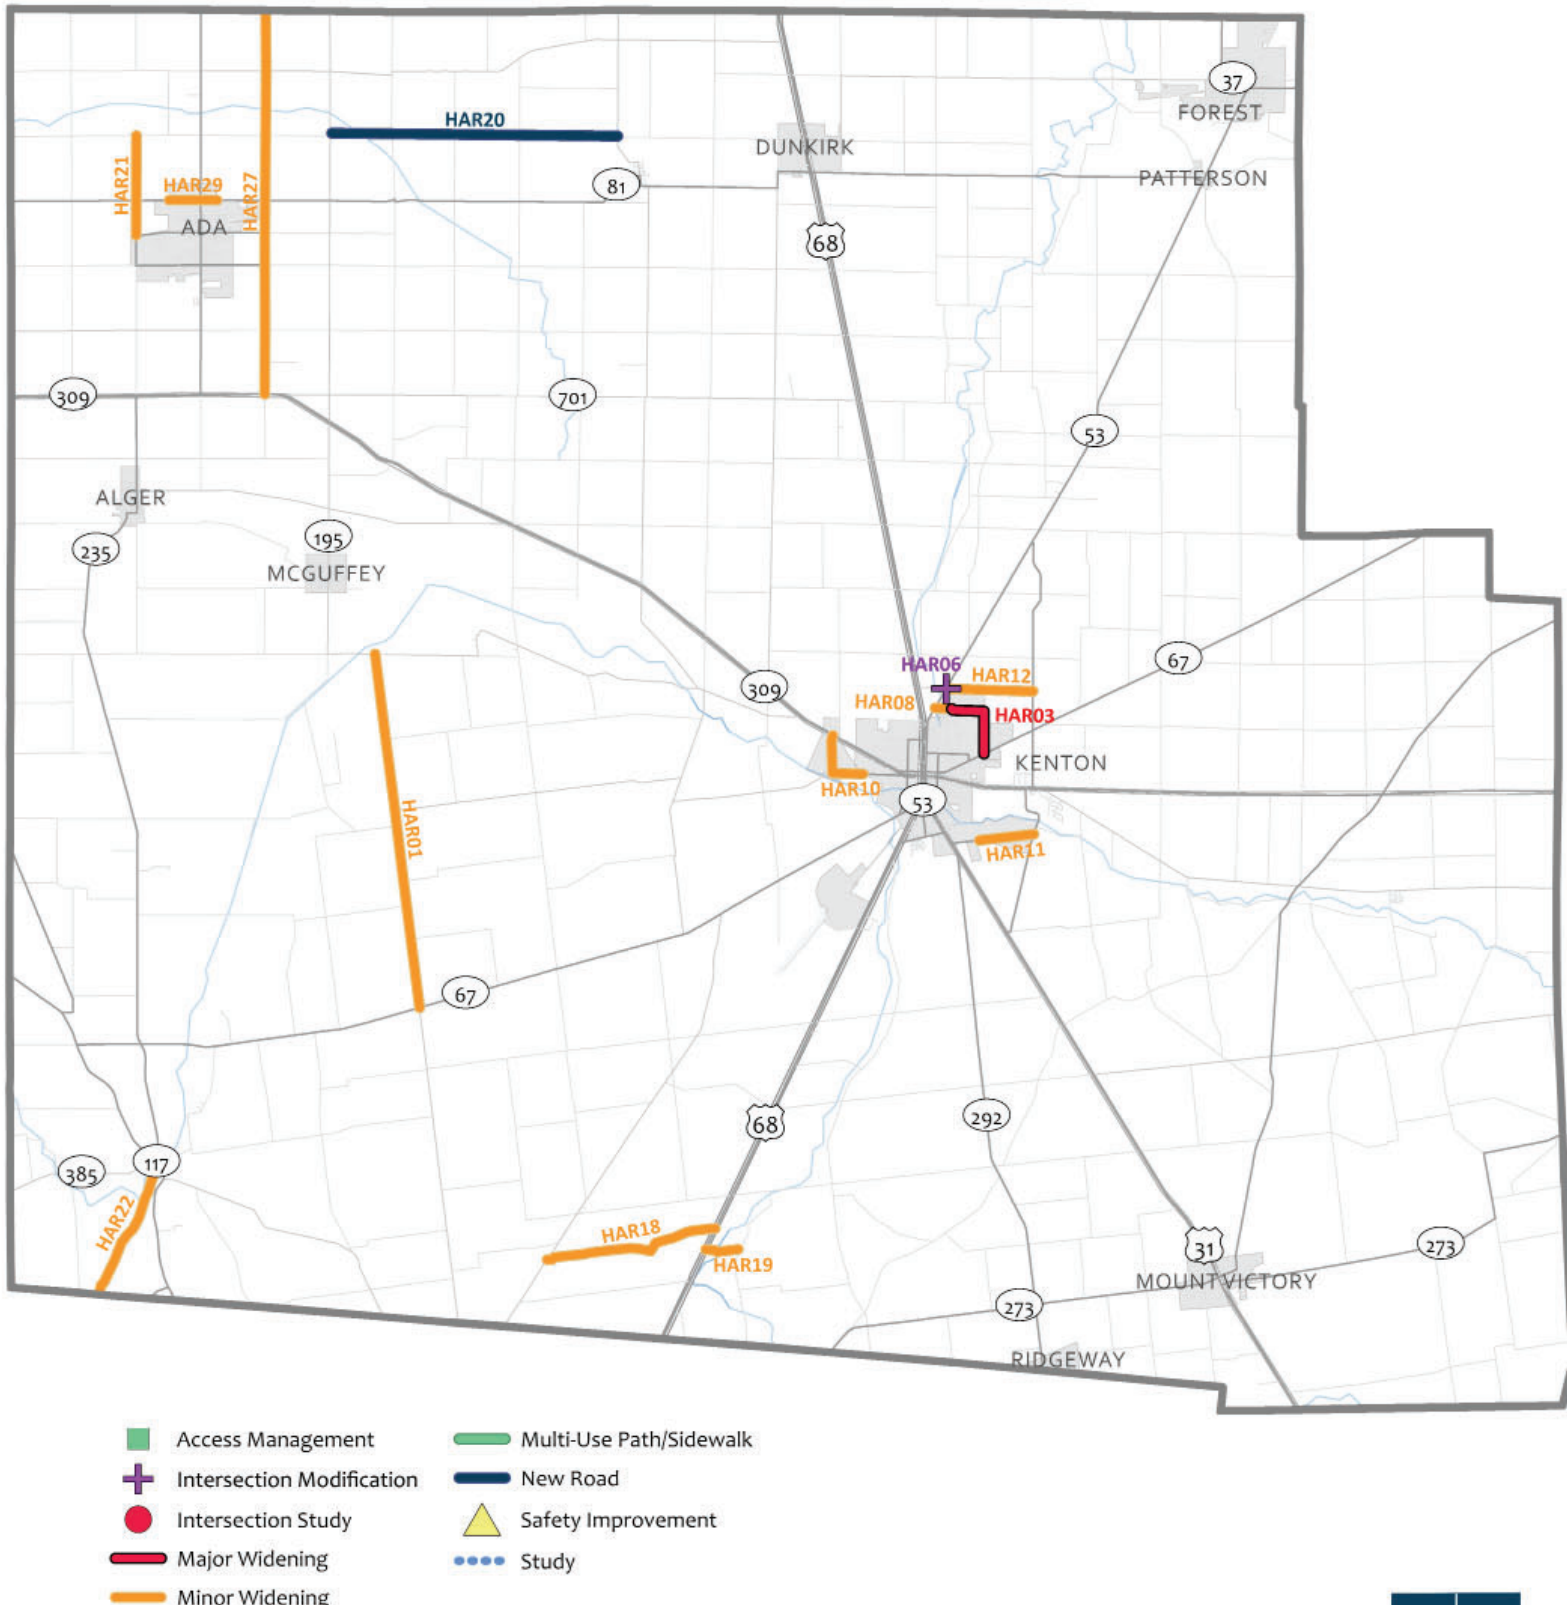 37
FOREST
HAR20
DUNKIRK
HAR21
HAR29
HAR27
81
PATTERSON
ADA
68
309
701
53
ALGER
235
195
MCGUFFEY
HAR06
67
HAR12
309
HAR08
HAR03
KENTON
HAR10
53
HAR01
HAR11
67
68
292
385
117
HAR22
HAR18
HAR19
31
273
MOUNT VICTORY
273
RIDGEWAY
Access Management
Intersection Modification
Intersection Study
Major Widening
Minor Widening
Multi-Use Path/Sidewalk
New Road
Safety Improvement
Study